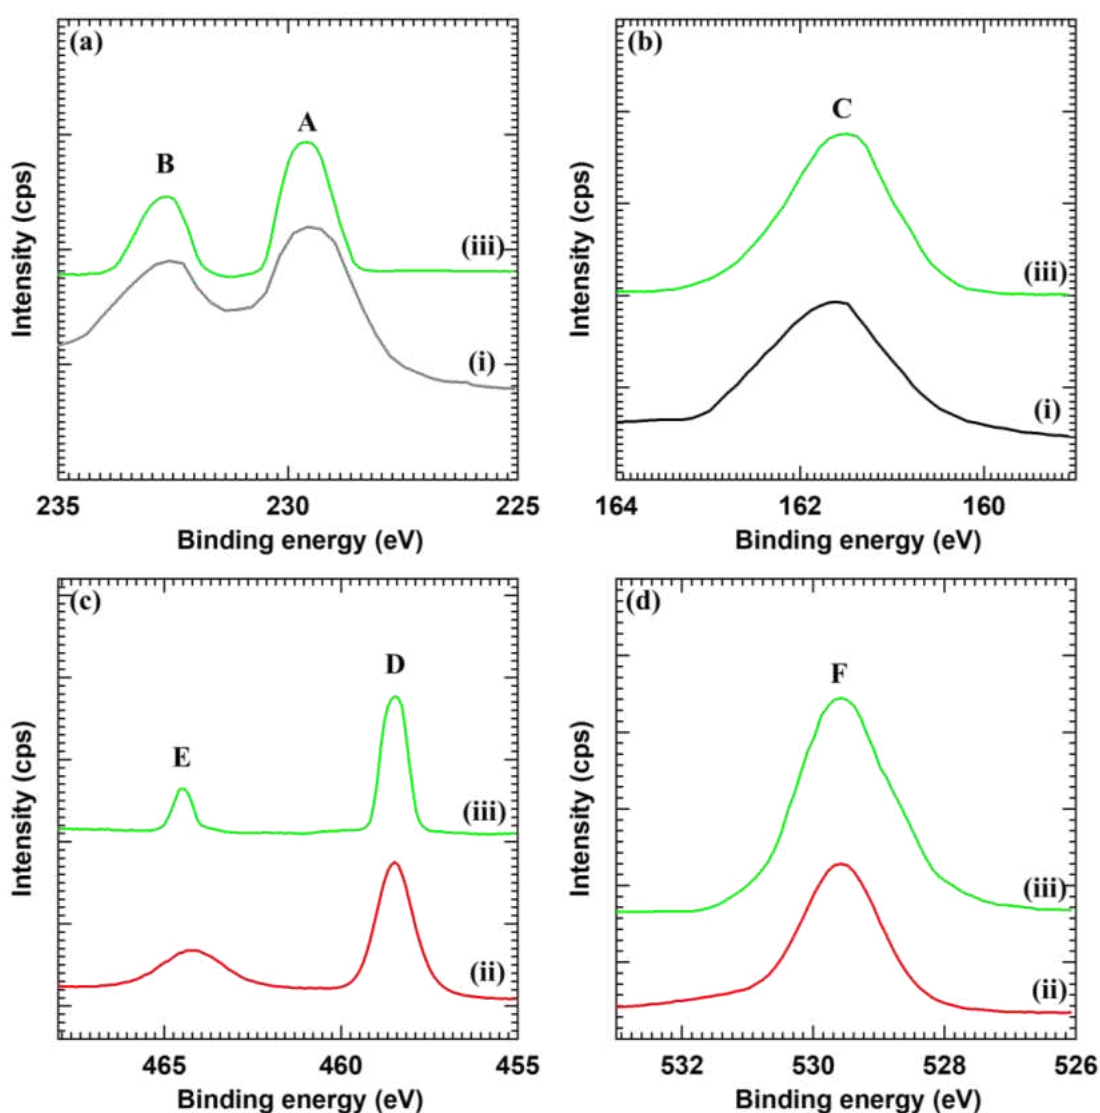 (a)
A
B
(iii)
(i)
Intensity (cps)
235 230 225
Binding energy (eV)
(b)
C
(iii)
(i)
Intensity (cps)
164 162 160
Binding energy (eV)
(c)
D
E
(iii)
(ii)
Intensity (cps)
465 460 455
Binding energy (eV)
(d)
F
(iii)
(ii)
Intensity (cps)
532 530 528 526
Binding energy (eV)